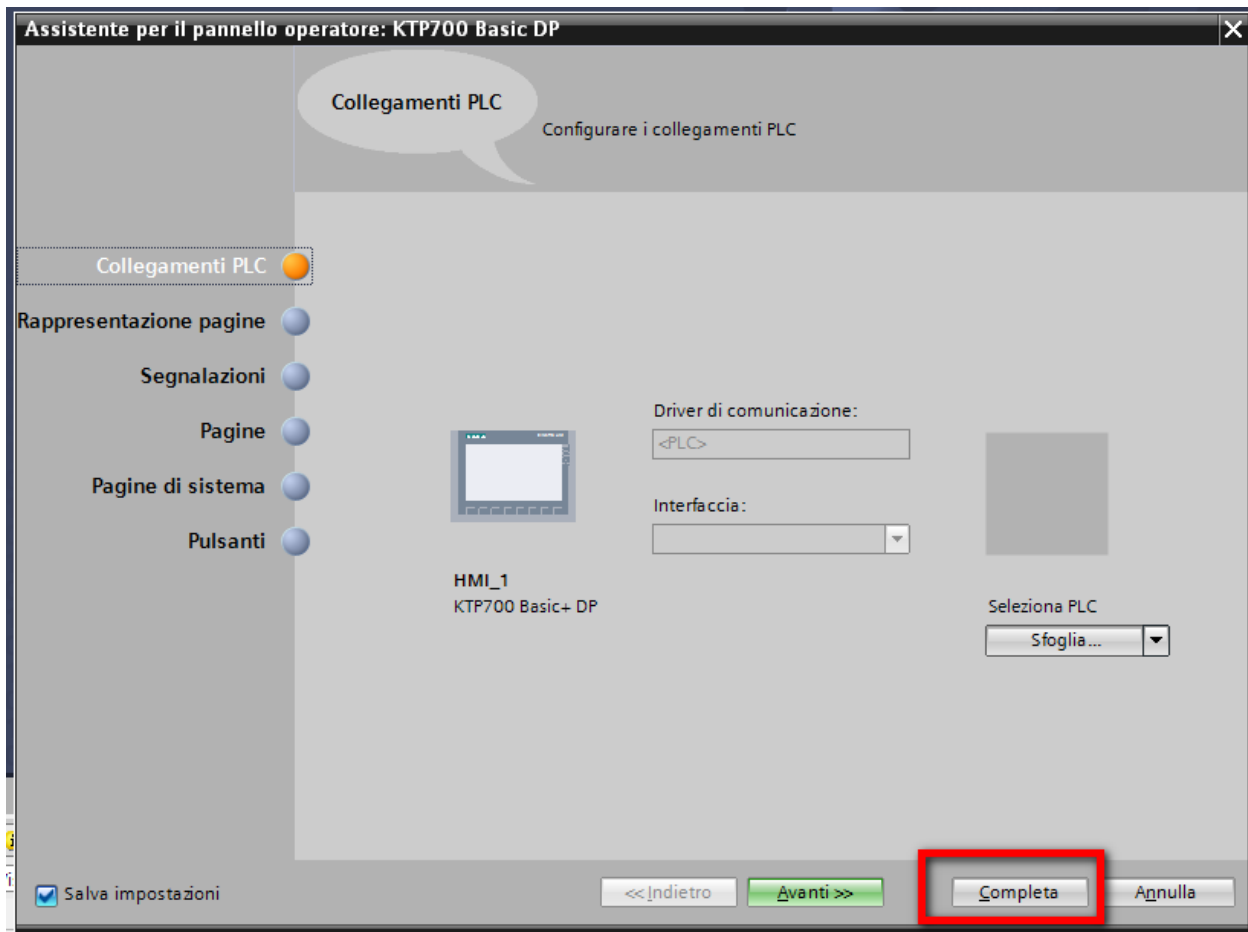 Assistente per il pannello operatore: KTP700 Basic DP
Collegamenti PLC
Configurare i collegamenti PLC
Collegamenti PLC
Rappresentazione pagine
Segnalazioni
Pagine
Pagine di sistema
Pulsanti
Driver di comunicazione:
<PLC>
Interfaccia:
HMI_1
KTP700 Basic+ DP
Seleziona PLC
Sfoglia...
Salva impostazioni
<< Indietro
Avanti >>
Completa
Annulla